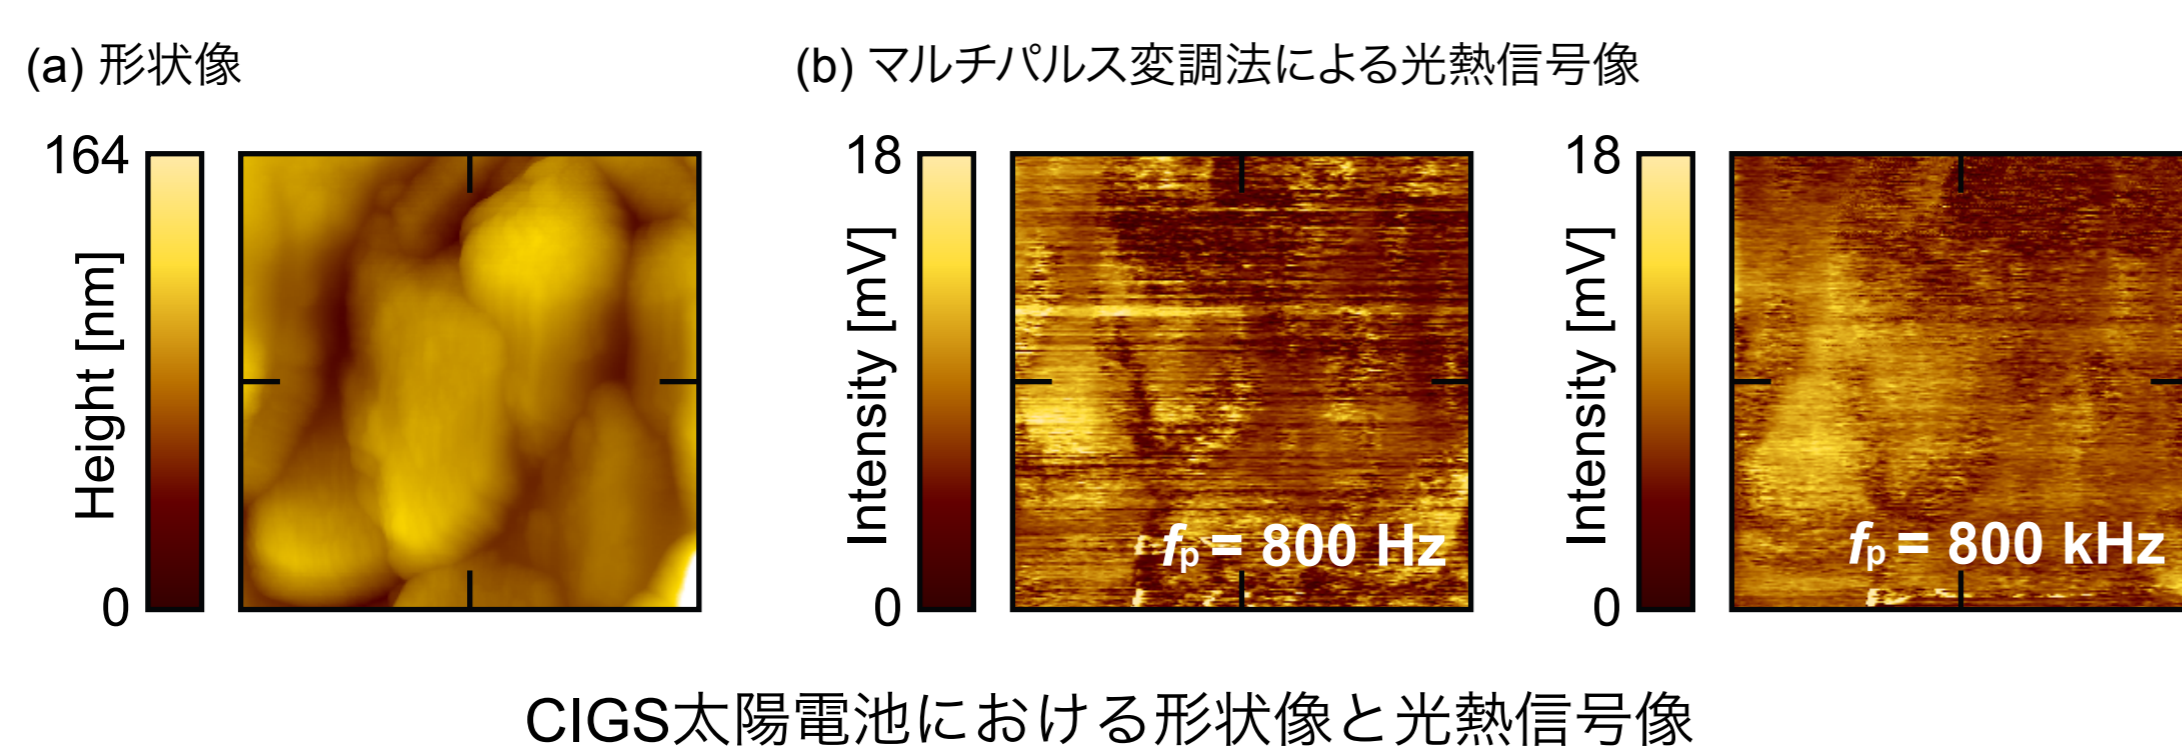 (a) 形状像
(b) マルチパルス変調法による光熱信号像
164
Height [nm]
0
18
Intensity [mV]
0
fp = 800 Hz
18
Intensity [mV]
0
fp = 800 kHz
CIGS太陽電池における形状像と光熱信号像